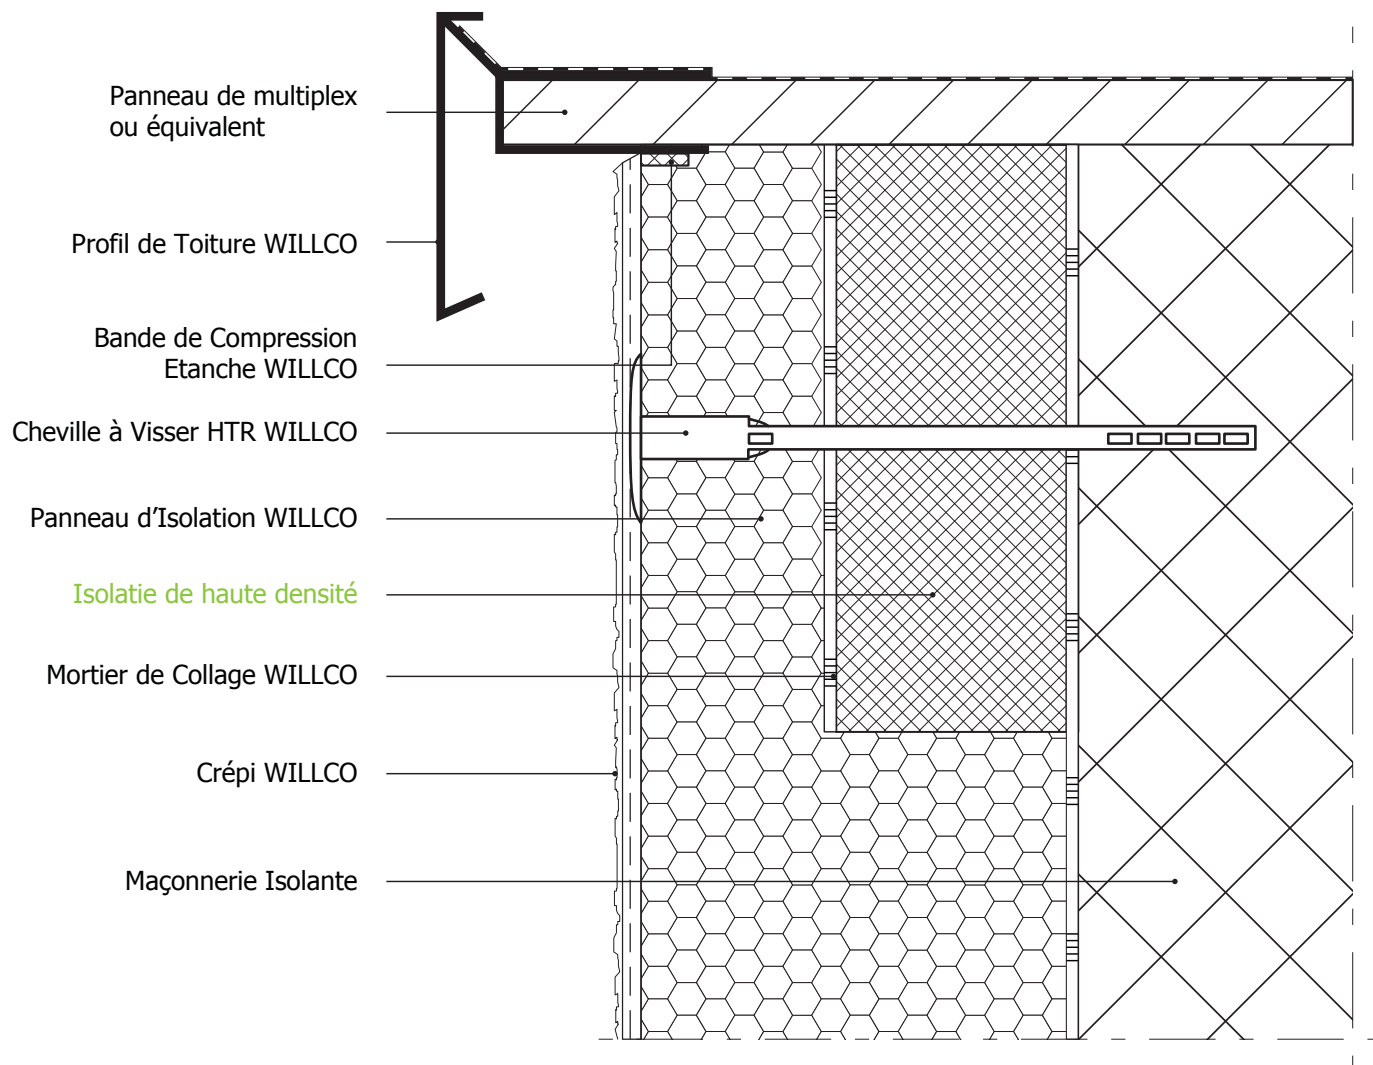 Panneau de multiplex
ou équivalent
Profil de Toiture WILLCO
Bande de Compression
Etanche WILLCO
Cheville à Visser HTR WILLCO
Panneau d’Isolation WILLCO
Isolatie de haute densité
Mortier de Collage WILLCO
Crépi WILLCO
Maçonnerie Isolante